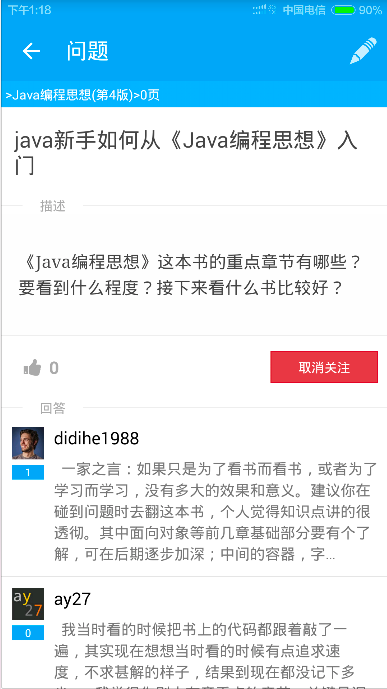 下午1:18 中国电信 90%
问题
>Java编程思想(第4版)>0页
java新手如何从《Java编程思想》入
门
描述
《Java编程思想》这本书的重点章节有哪些？
要看到什么程度？接下来看什么书比较好？
0 取消关注
回答
didihe1988
1
一家之言：如果只是为了看书而看书，或者为了
学习而学习，没有多大的效果和意义。建议你在
碰到问题时去翻这本书，个人觉得知识点讲的很
透彻。其中面向对象等前几章基础部分要有个了
解，可在后期逐步加深；中间的容器，字...
ay
27
ay27
0
我当时看的时候把书上的代码都跟着敲了一
遍，其实现在想想当时看的时候有点追求速
度，不求甚解的样子，结果到现在都没记下多